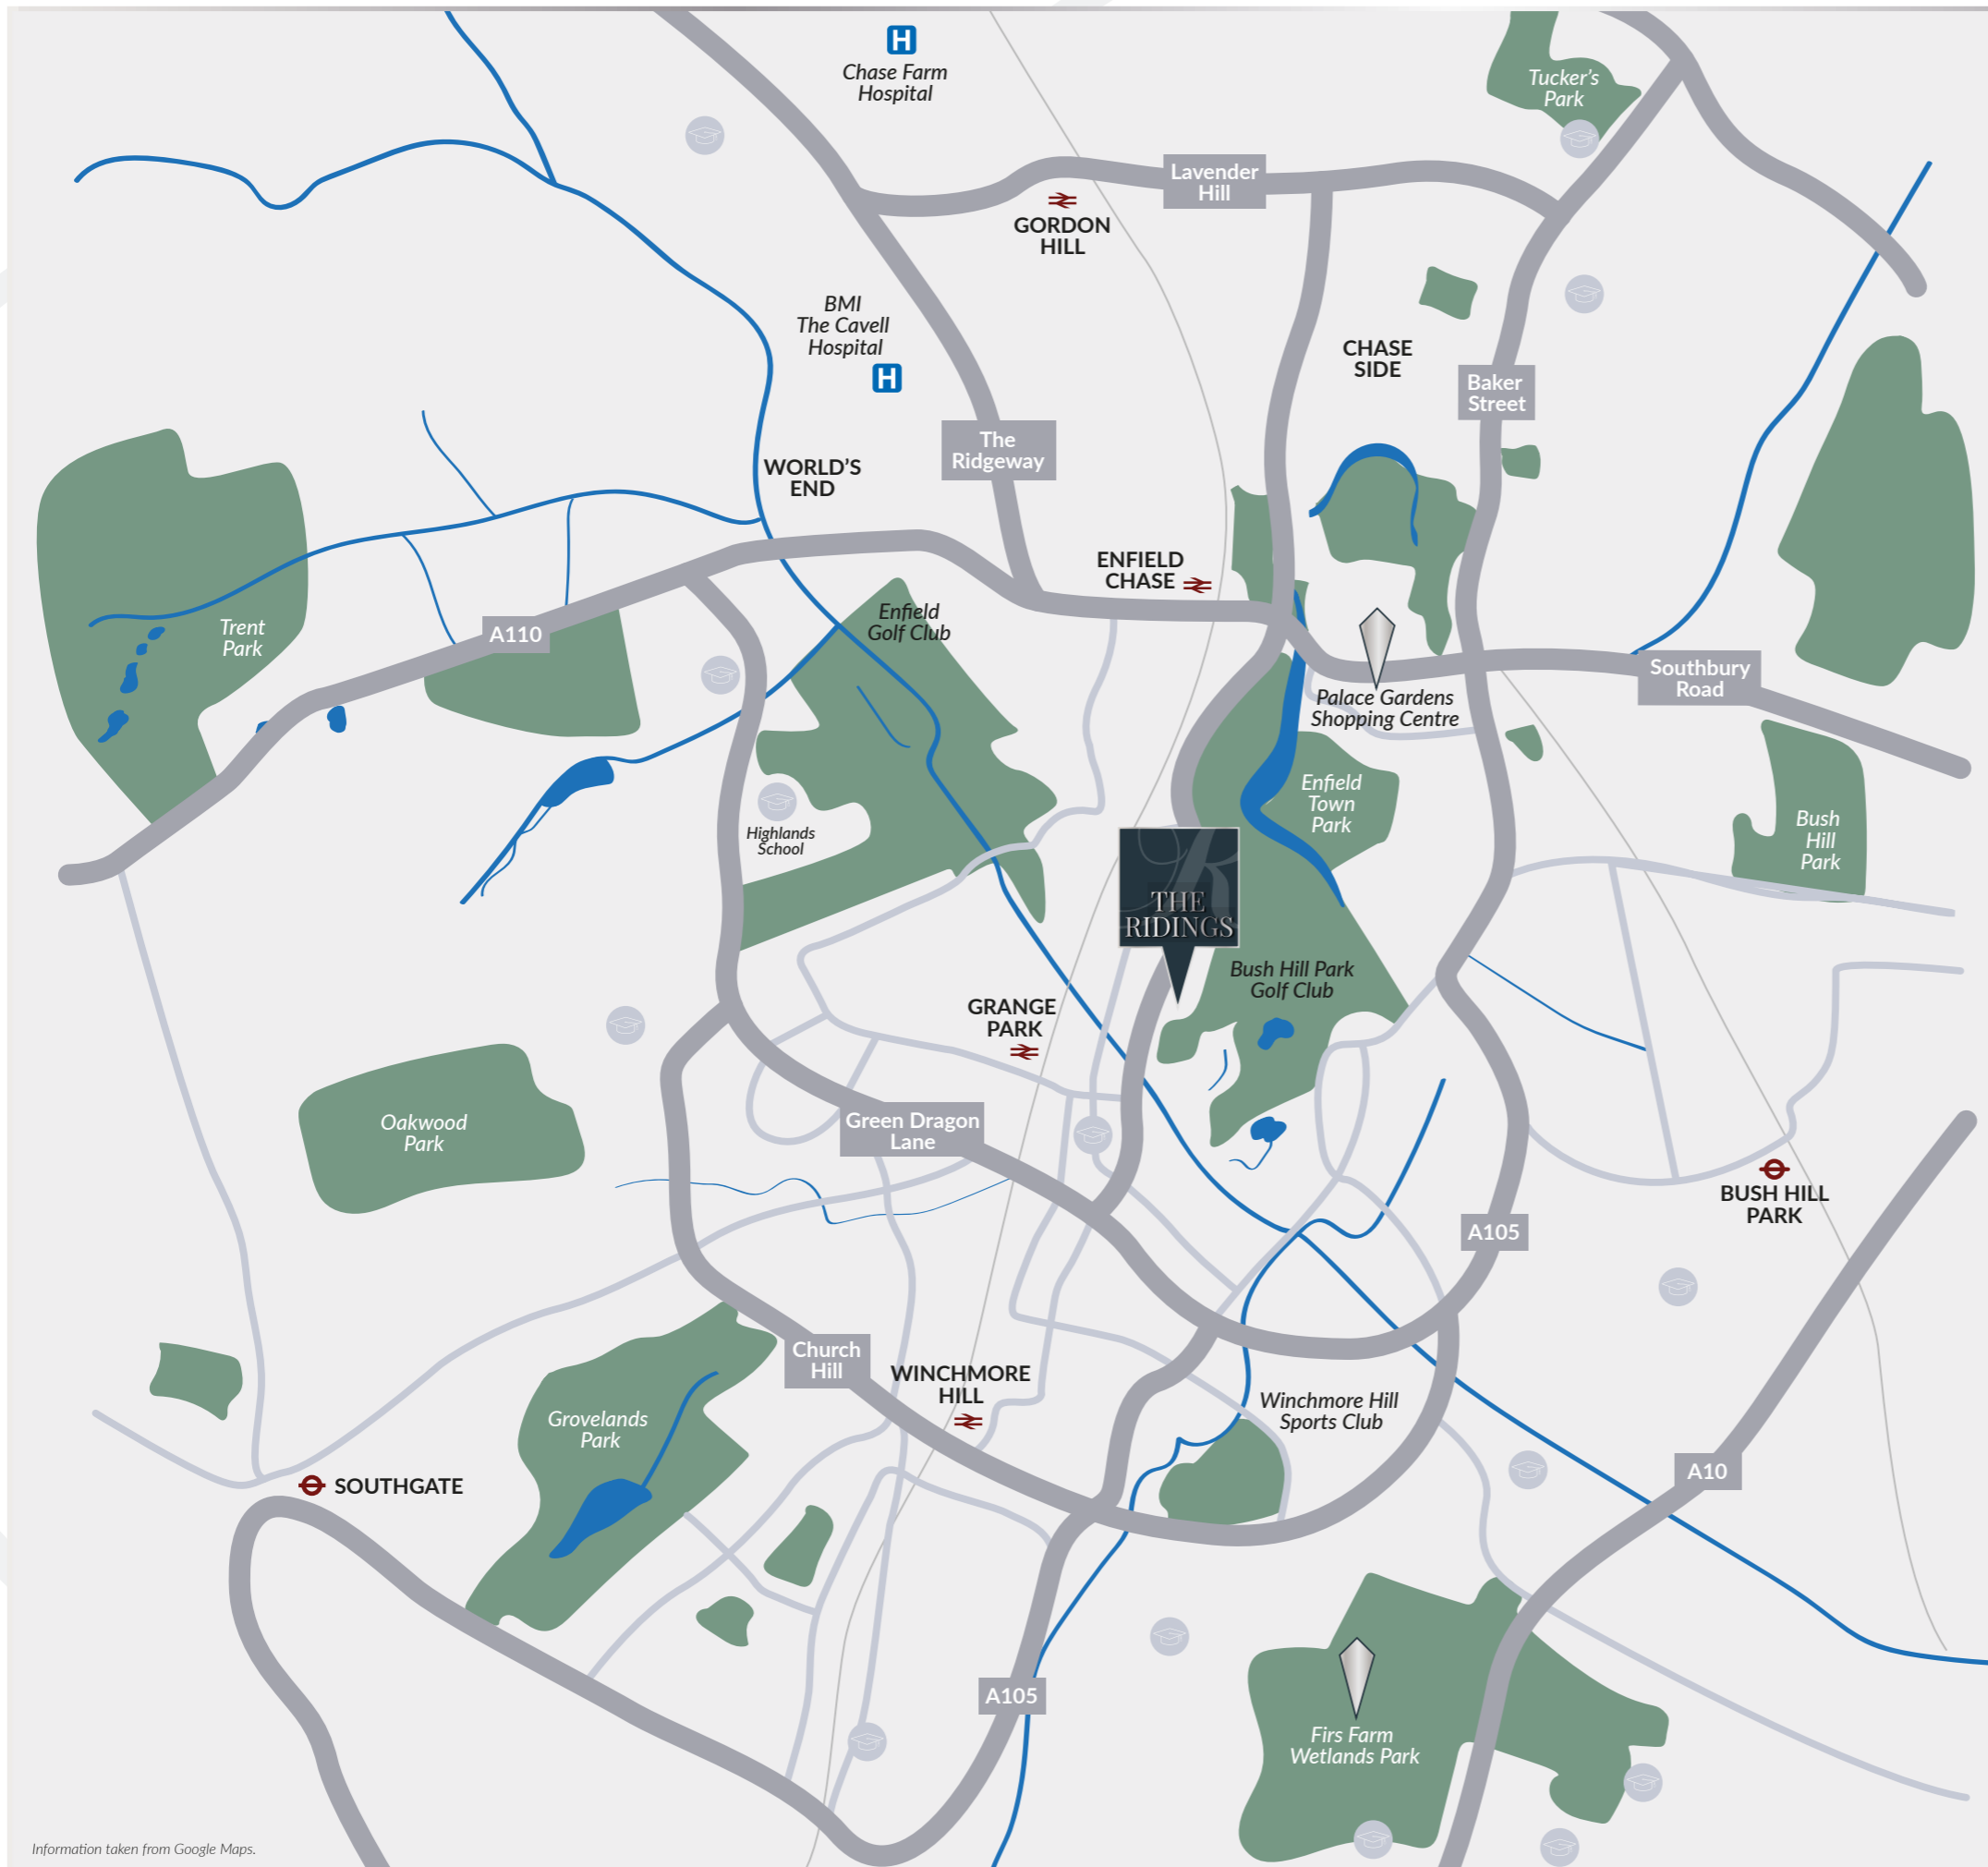 H
Chase Farm
Hospital
Tucker's
Park
Lavender
Hill
GORDON
HILL
BMI
The Cavell
Hospital
H
CHASE
SIDE
Baker
Street
The
Ridgeway
WORLD'S
END
ENFIELD
CHASE
Enfield
Golf Club
Trent
Park
A110
Southbury
Road
Palace Gardens
Shopping Centre
Enfield
Town
Park
Bush
Hill
Park
Highlands
School
R
THE
RIDINGS
Bush Hill Park
Golf Club
GRANGE
PARK
Oakwood
Park
Green Dragon
Lane
BUSH HILL
PARK
A105
Church
Hill
WINCHMORE
HILL
Winchmore Hill
Sports Club
Grovelands
Park
SOUTHGATE
A10
A105
Firs Farm
Wetlands Park
Information taken from Google Maps.